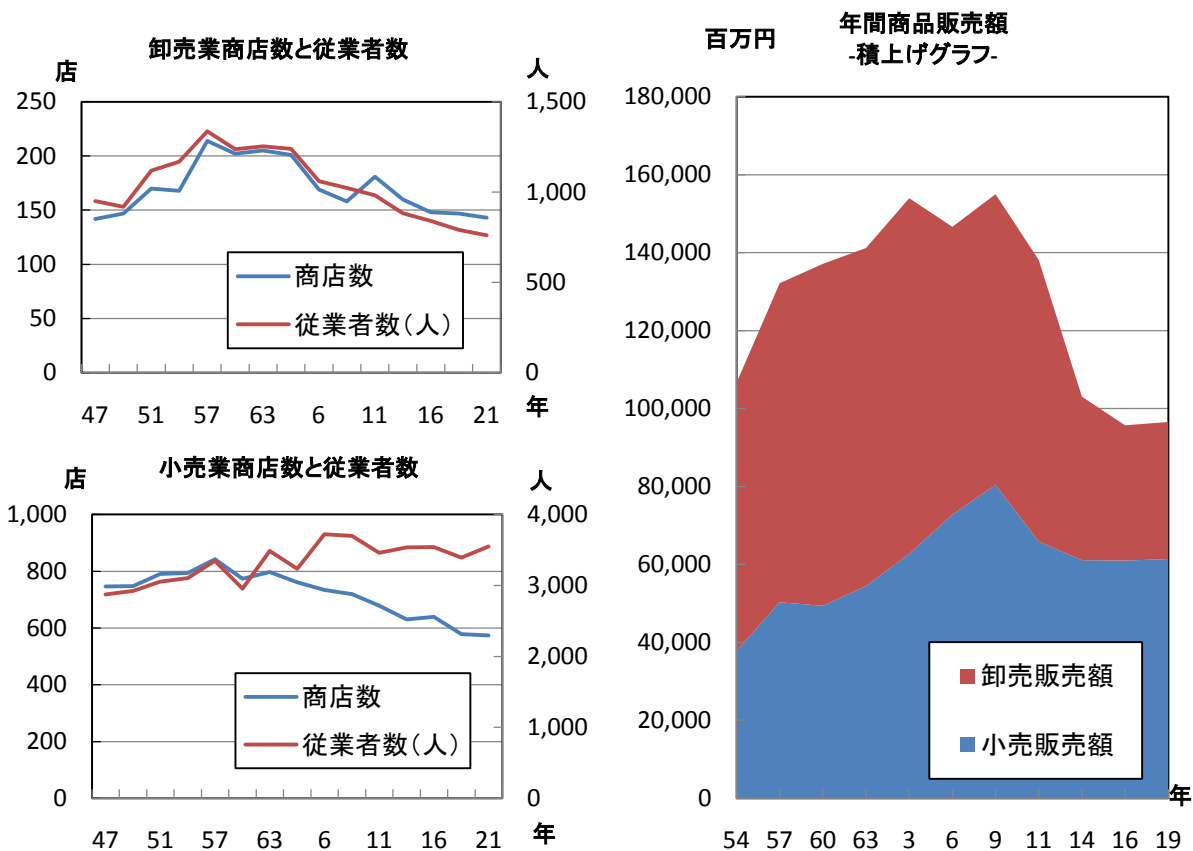 卸売業商店数と従業者数
店
人
250
200
150
100
50
0
1,500
1,000
500
0
商店数
従業者数(人)
47 51 57 63 6 11 16 21
年
小売業商店数と従業者数
店
人
1,000
800
600
400
200
0
4,000
3,000
2,000
1,000
0
商店数
従業者数(人)
47 51 57 63 6 11 16 21
年
年間商品販売額
-積上げグラフ-
百万円
180,000
160,000
140,000
120,000
100,000
80,000
60,000
40,000
20,000
0
卸売販売額
小売販売額
年
54 57 60 63 3 6 9 11 14 16 19